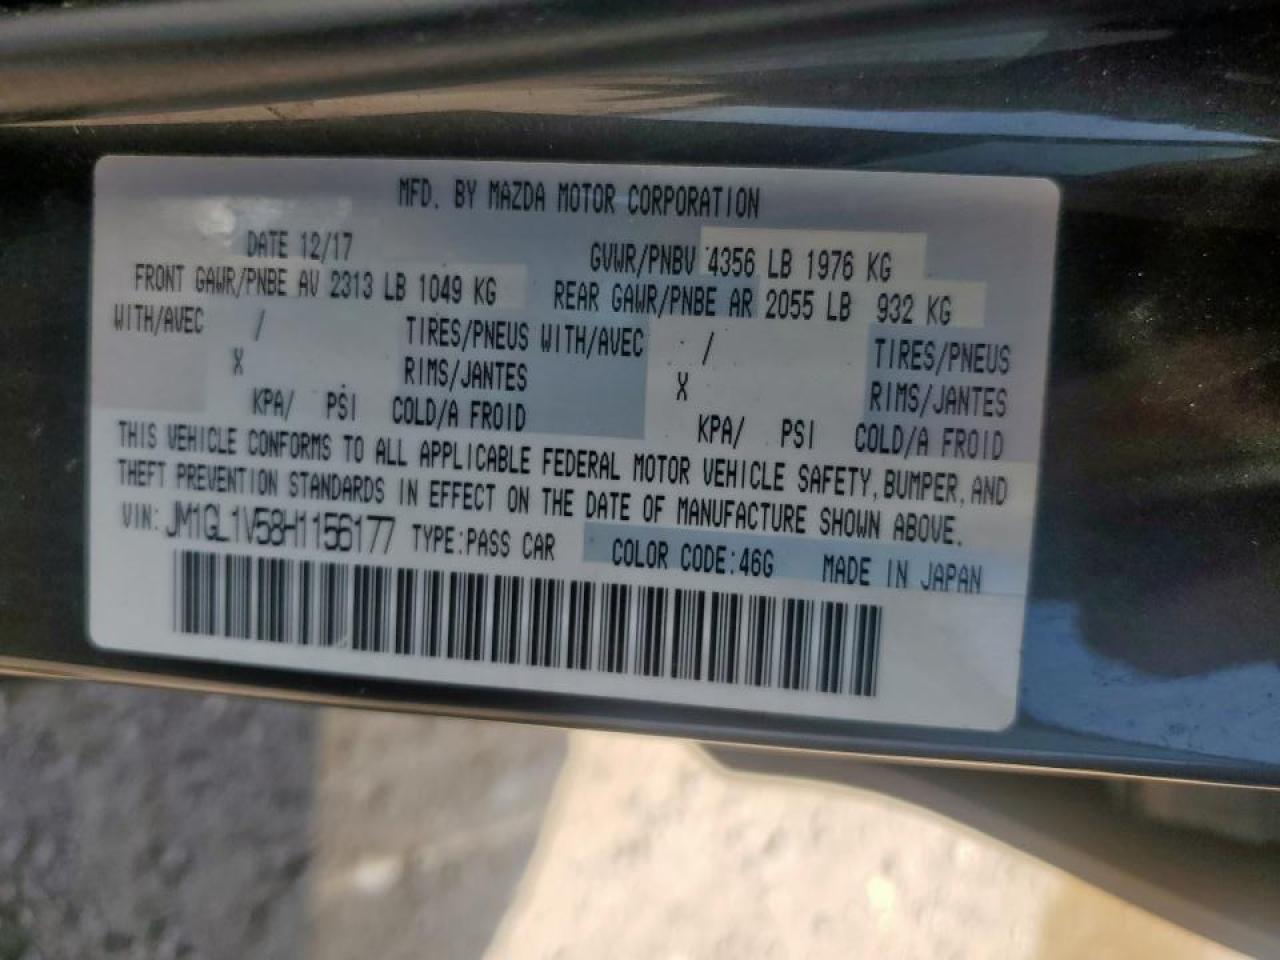 MFD. BY MAZDA MOTOR CORPORATION
DATE 12/17 GVWR/PNBV 4356 LB 1976 KG
FRONT GAWR/PNBE AV 2313 LB 1049 KG REAR GAWR/PNBE AR 2055 LB 932 KG
WITH/AVEC / TIRES/PNEUS WITH/AVEC / TIRES/PNEUS
X RIMS/JANTES X RIMS/JANTES
KPA/ PSI COLD/A FROID KPA/ PSI COLD/A FROID
THIS VEHICLE CONFORMS TO ALL APPLICABLE FEDERAL MOTOR VEHICLE SAFETY, BUMPER, AND
THEFT PREVENTION STANDARDS IN EFFECT ON THE DATE OF MANUFACTURE SHOWN ABOVE.
VIN: JM1GL1V58H1156177 TYPE:PASS CAR COLOR CODE:46G MADE IN JAPAN